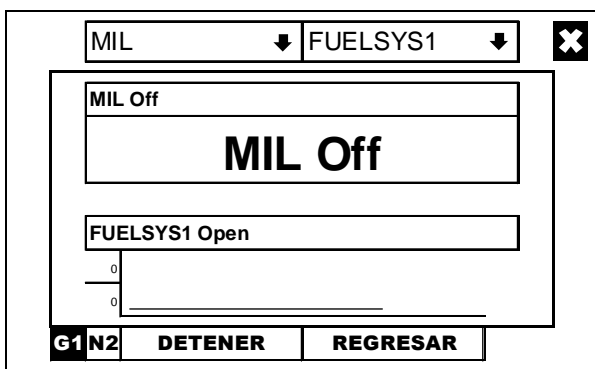 MIL FUELSYS1
MIL Off
MIL Off
FUELSYS1 Open
0
0
G1 N2 DETENER REGRESAR